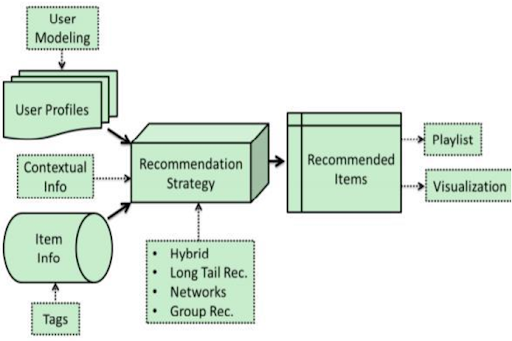 User
Modeling
User Profiles
Contextual
Info
Item
Info
Tags
Recommendation
Strategy
• Hybrid
• Long Tail Rec.
• Networks
• Group Rec.
Recommended
Items
Playlist
Visualization